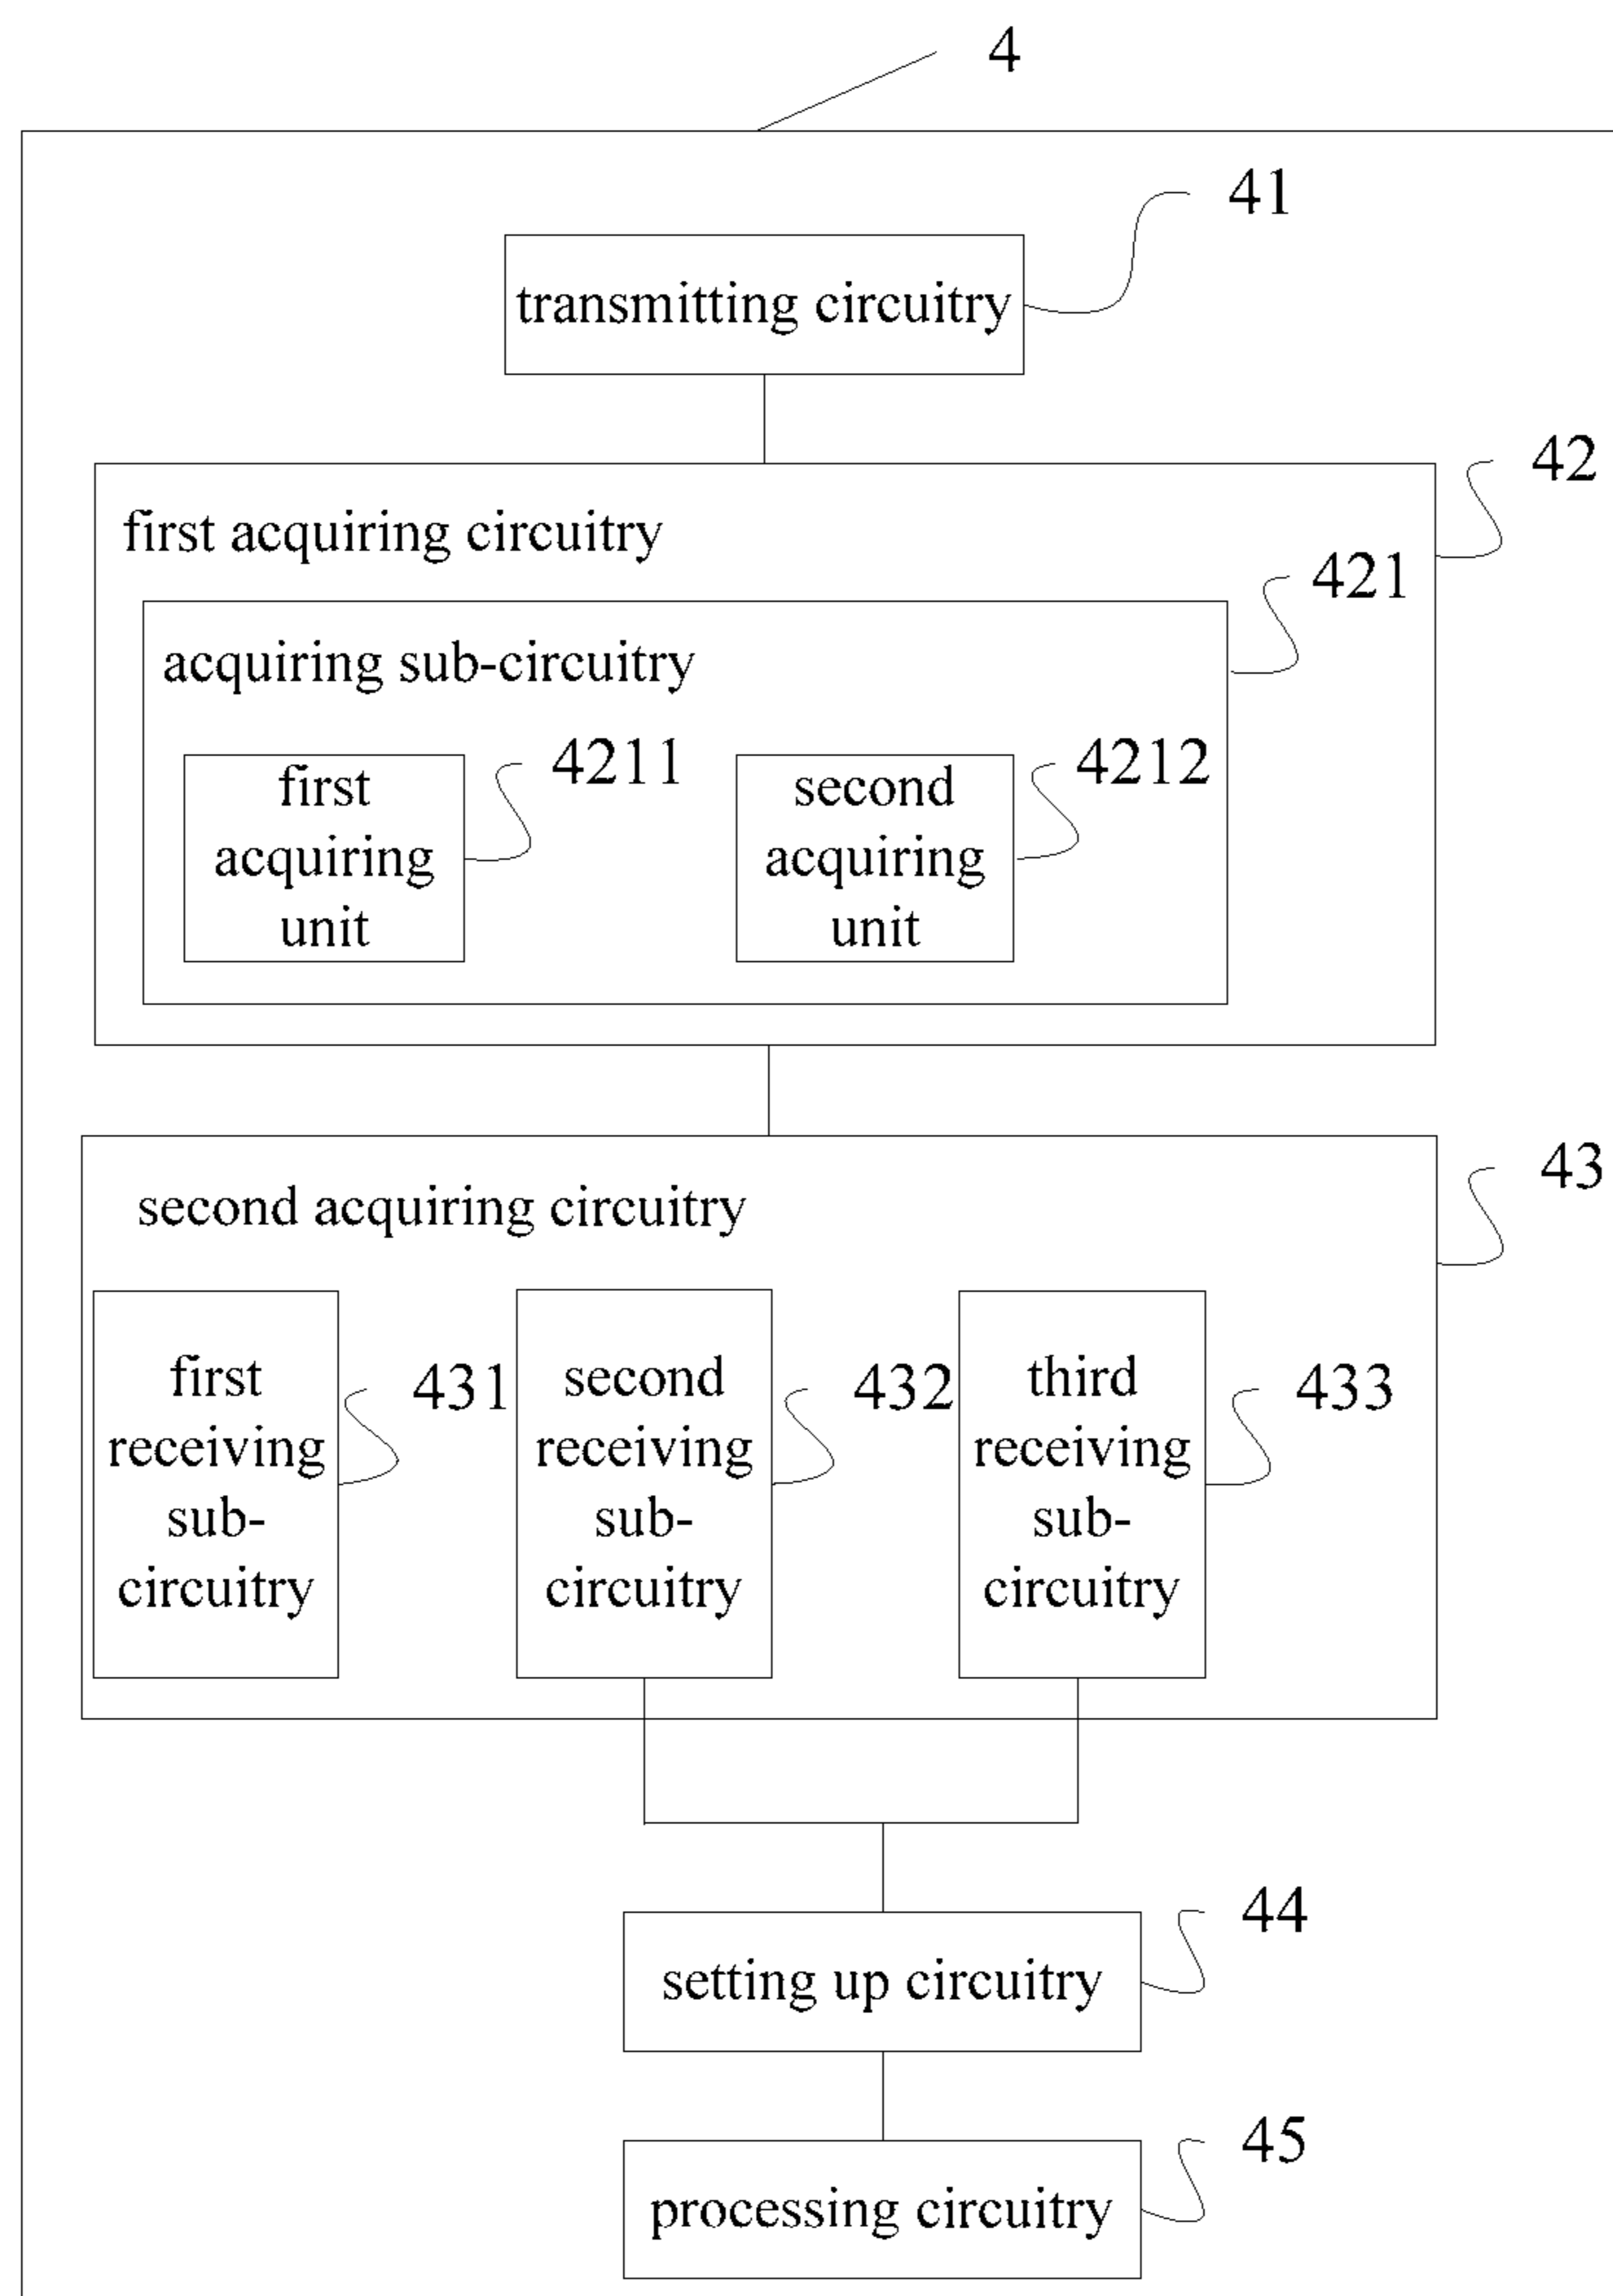 4
41
transmitting circuitry
42
first acquiring circuitry
421
acquiring sub-circuitry
4211
first
acquiring
unit
4212
second
acquiring
unit
43
second acquiring circuitry
first
receiving
sub-
circuitry
431
second
receiving
sub-
circuitry
432
third
receiving
sub-
circuitry
433
44
setting up circuitry
45
processing circuitry